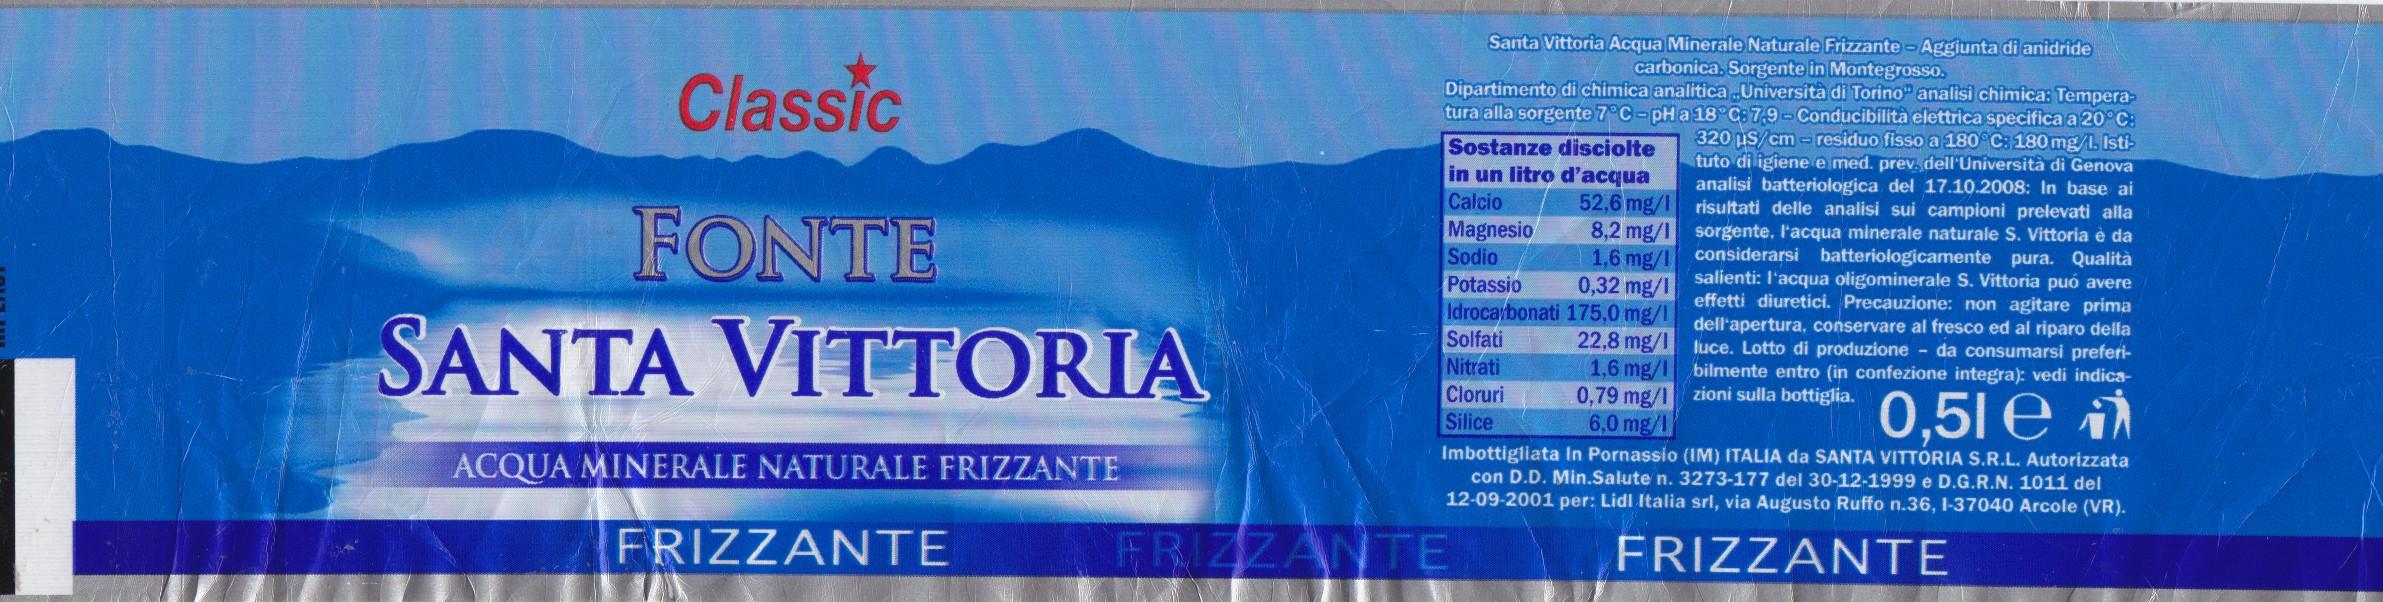 Classic
FONTE
SANTA VITTORIA
ACQUA MINERALE NATURALE FRIZZANTE
FRIZZANTE
FRIZZANTE
Santa Vittoria Acqua Minerale Naturale Frizzante – Aggiunta di anidride
carbonica. Sorgente in Montegrosso.
Dipartimento di chimica analitica „Università di Torino" analisi chimica: Tempera-
tura alla sorgente 7°C – pH a 18°C: 7,9 – Conducibilità elettrica specifica a 20°C:
320 µS/cm – residuo fisso a 180°C: 180 mg/l. Isti-
tuto di igiene e med. prev. dell'Università di Genova
analisi batteriologica del 17.10.2008: In base ai
risultati delle analisi sui campioni prelevati alla
sorgente, l'acqua minerale naturale S. Vittoria è da
considerarsi batteriologicamente pura. Qualità
salienti: l'acqua oligominerale S. Vittoria puó avere
effetti diuretici. Precauzione: non agitare prima
dell'apertura, conservare al fresco ed al riparo della
luce. Lotto di produzione – da consumarsi preferi-
bilmente entro (in confezione integra): vedi indica-
zioni sulla bottiglia.
Sostanze disciolte
in un litro d'acqua
Calcio 52,6 mg/l
Magnesio 8,2 mg/l
Sodio 1,6 mg/l
Potassio 0,32 mg/l
Idrocarbonati 175,0 mg/l
Solfati 22,8 mg/l
Nitrati 1,6 mg/l
Cloruri 0,79 mg/l
Silice 6,0 mg/l
0,5l e
Imbottigliata In Pornassio (IM) ITALIA da SANTA VITTORIA S.R.L. Autorizzata
con D.D. Min.Salute n. 3273-177 del 30-12-1999 e D.G.R.N. 1011 del
12-09-2001 per: Lidl Italia srl, via Augusto Ruffo n.36, I-37040 Arcole (VR).
FRIZZANTE